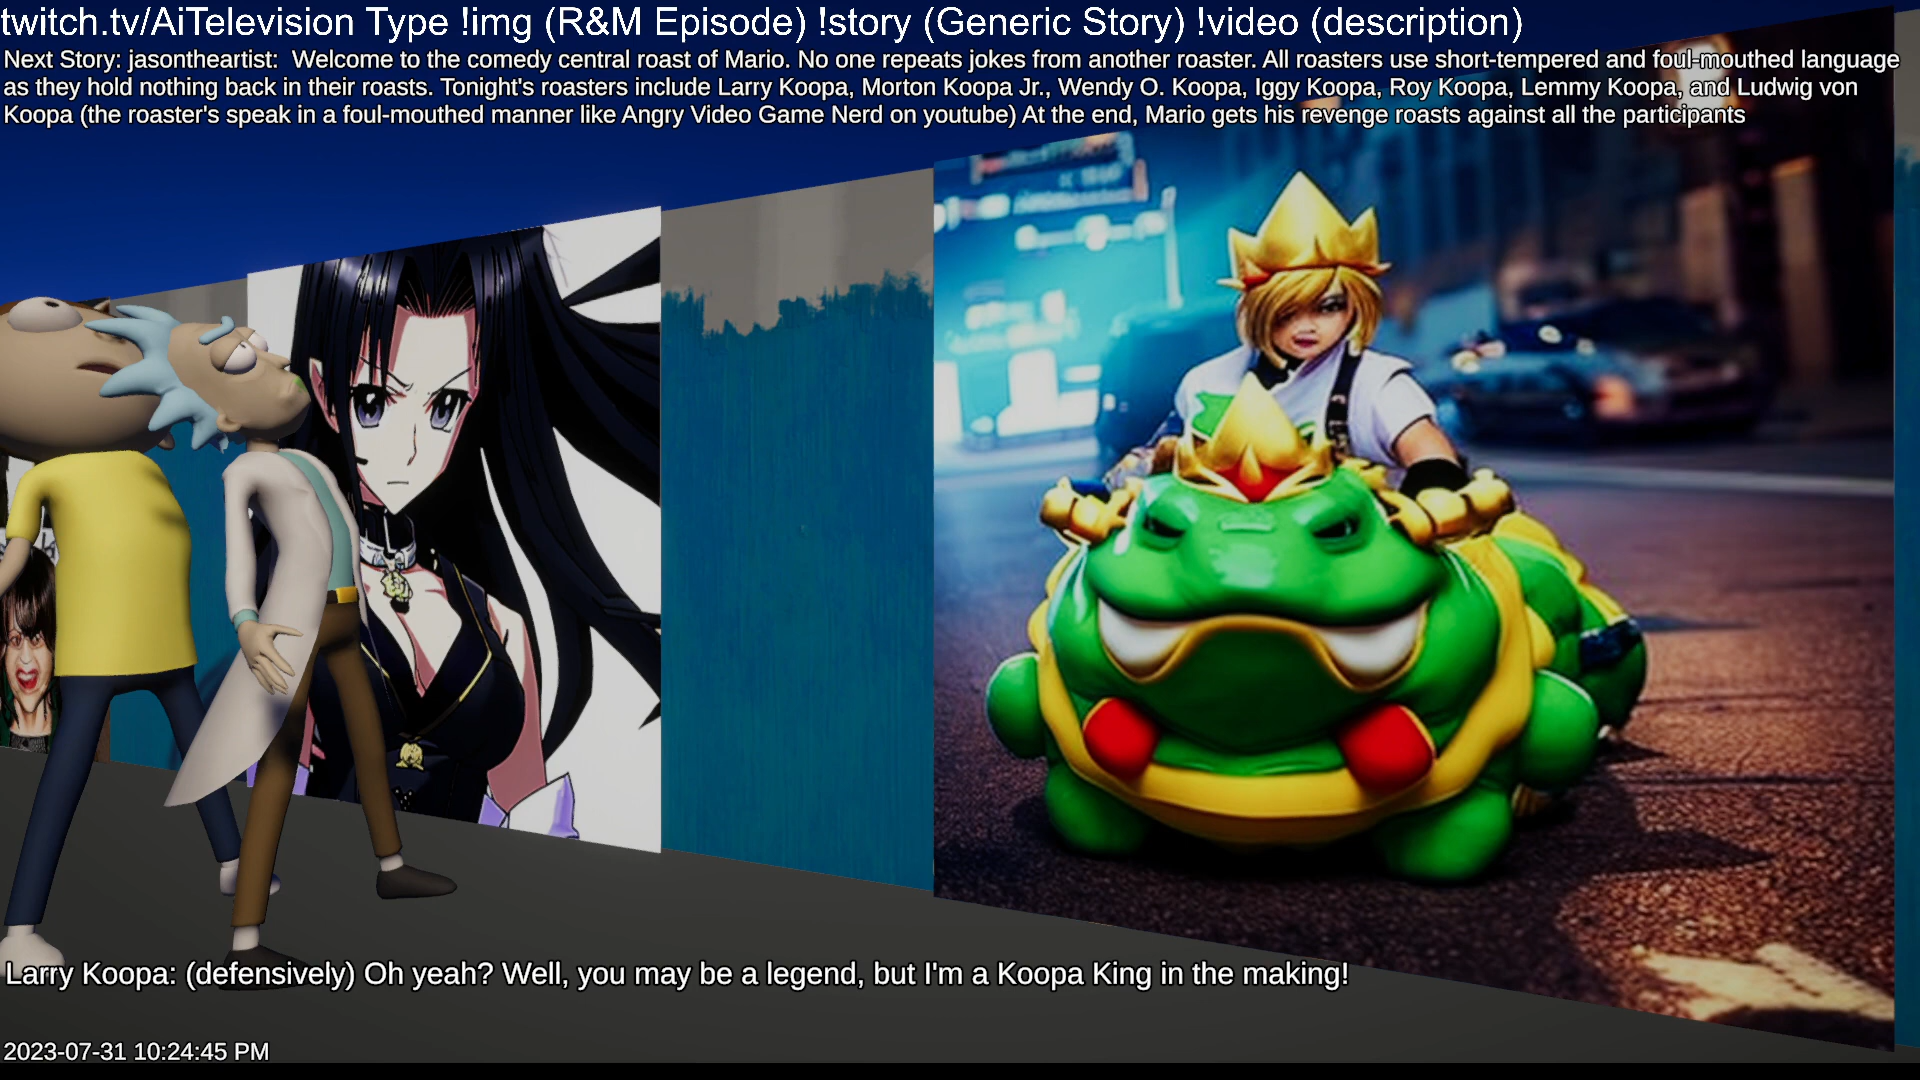 twitch.tv/AiTelevision Type !img (R&M Episode) !story (Generic Story) !video (description)
Next Story: jasontheartist:  Welcome to the comedy central roast of Mario. No one repeats jokes from another roaster. All roasters use short-tempered and foul-mouthed language
as they hold nothing back in their roasts. Tonight's roasters include Larry Koopa, Morton Koopa Jr., Wendy O. Koopa, Iggy Koopa, Roy Koopa, Lemmy Koopa, and Ludwig von
Koopa (the roaster's speak in a foul-mouthed manner like Angry Video Game Nerd on youtube) At the end, Mario gets his revenge roasts against all the participants
Larry Koopa: (defensively) Oh yeah? Well, you may be a legend, but I'm a Koopa King in the making!
2023-07-31 10:24:45 PM